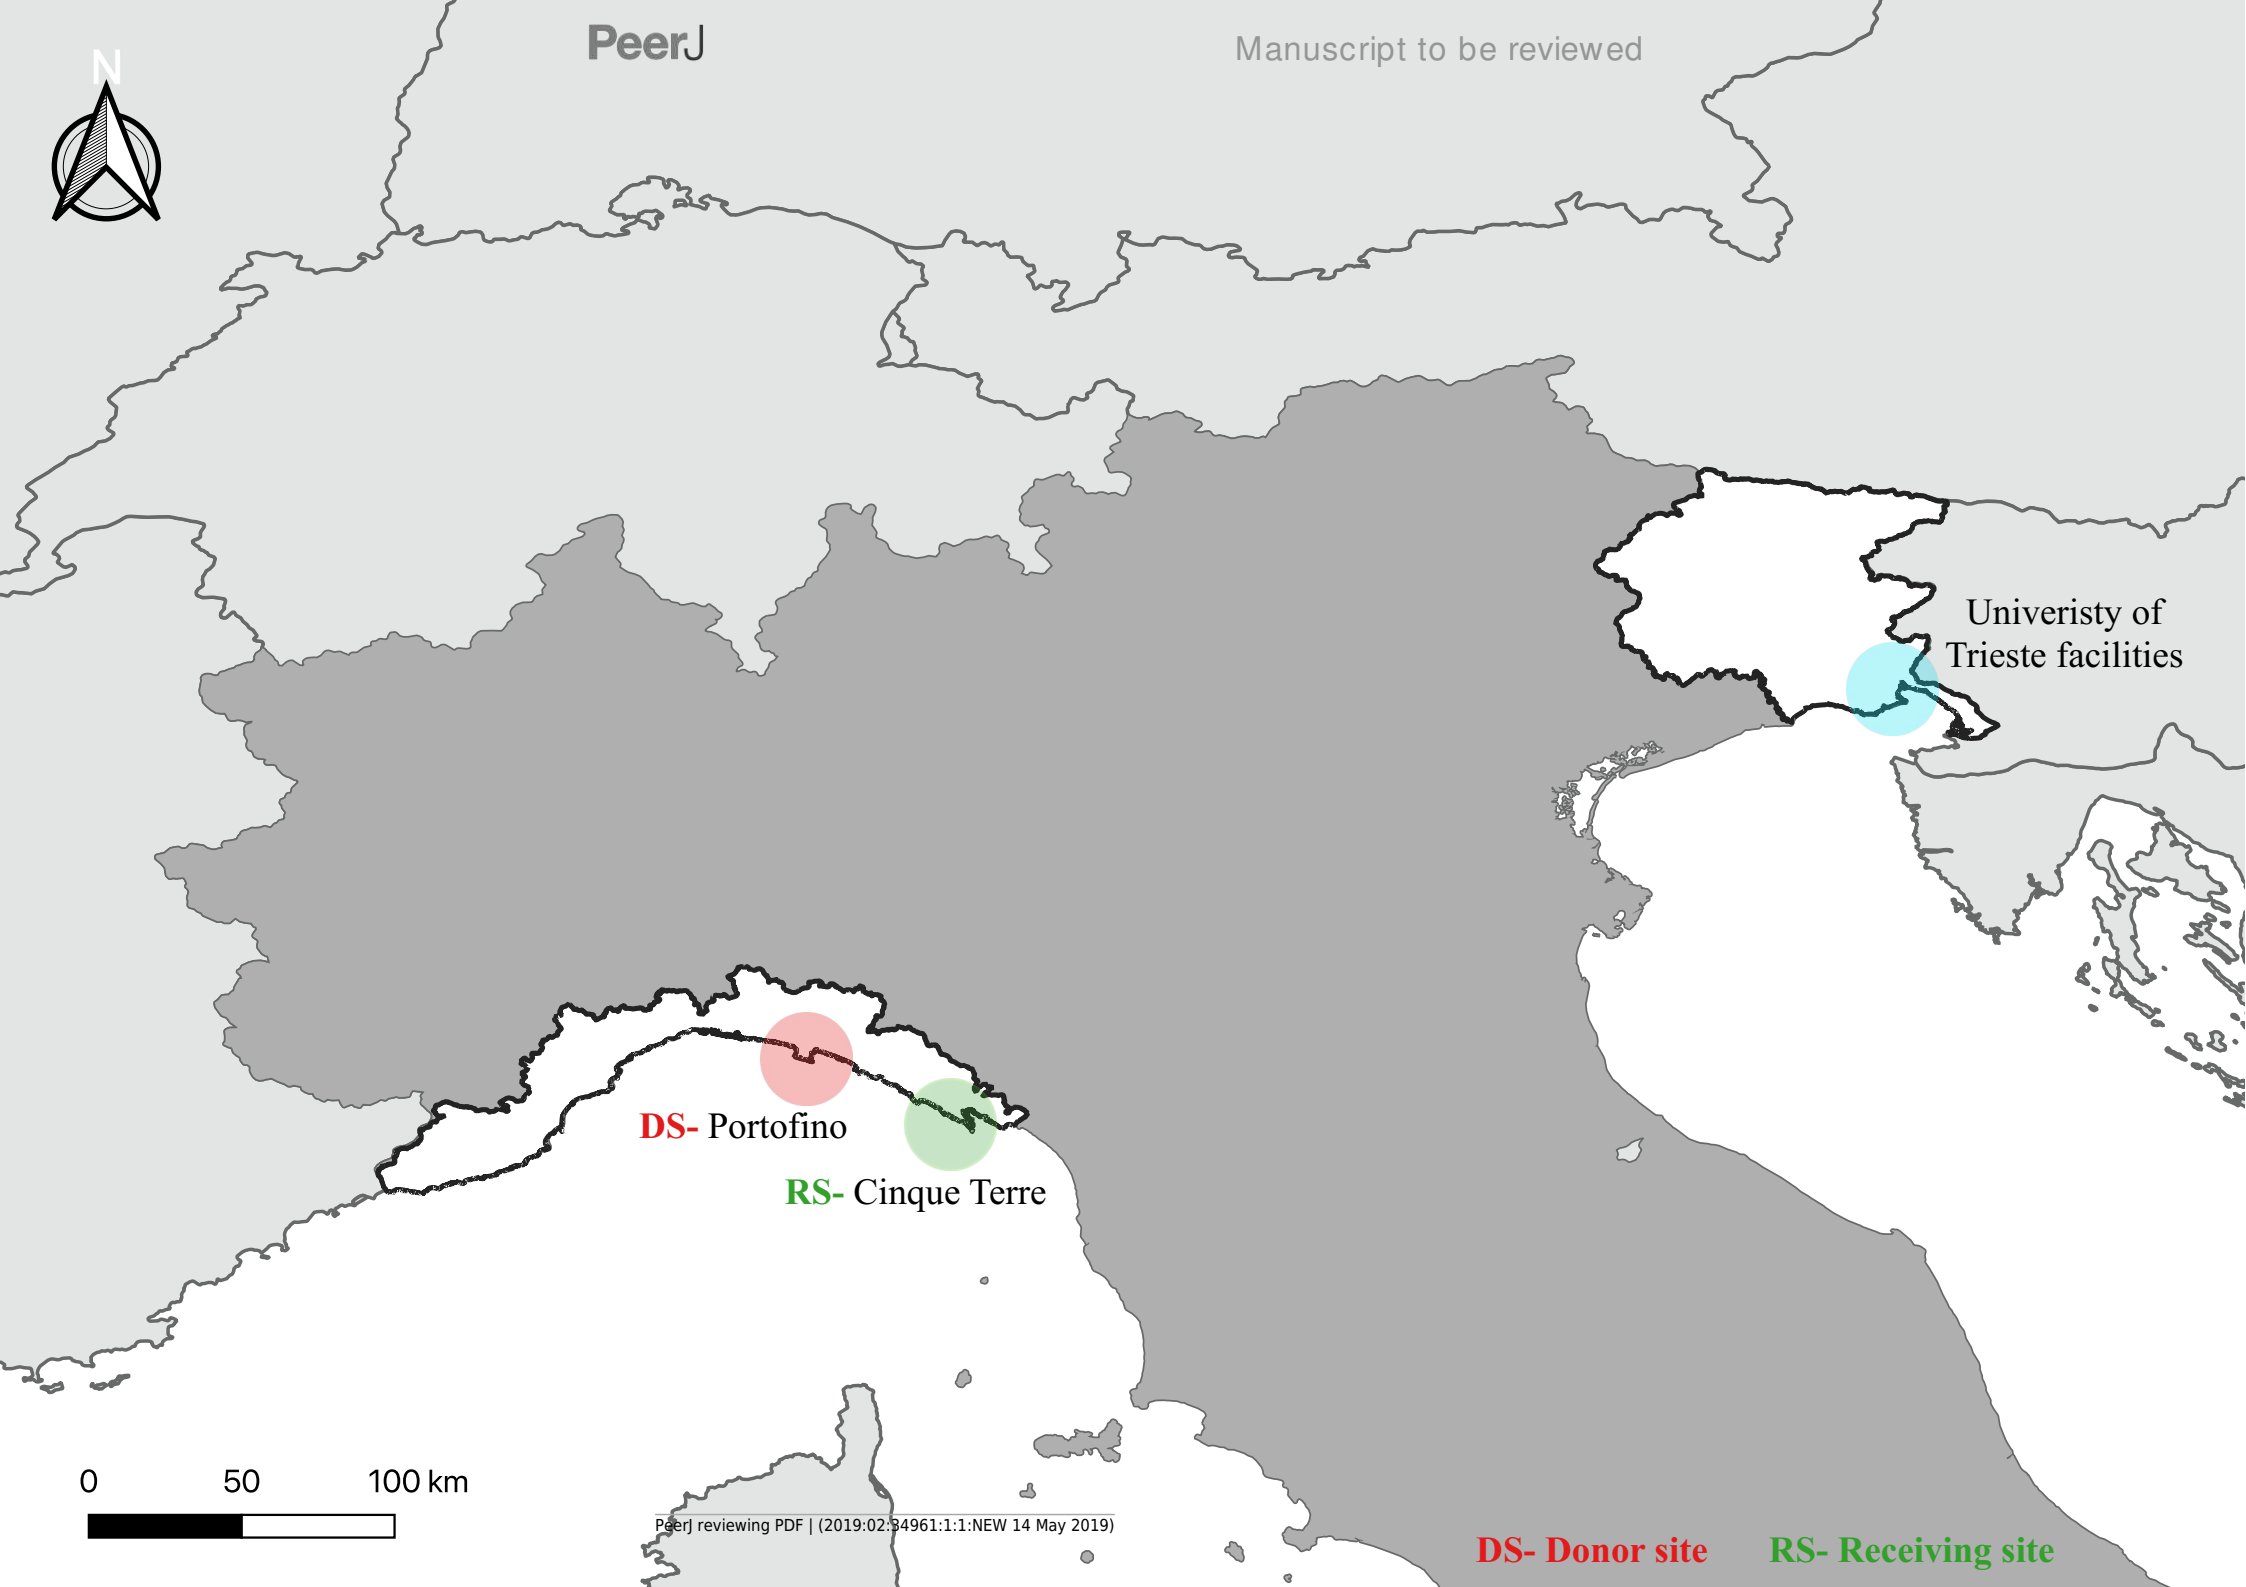 PeerJ
Manuscript to be reviewed
N
Univeristy of
Trieste facilities
DS- Portofino
RS- Cinque Terre
0 50 100 km
PeerJ reviewing PDF | (2019:02:34961:1:1:NEW 14 May 2019)
DS- Donor site RS- Receiving site